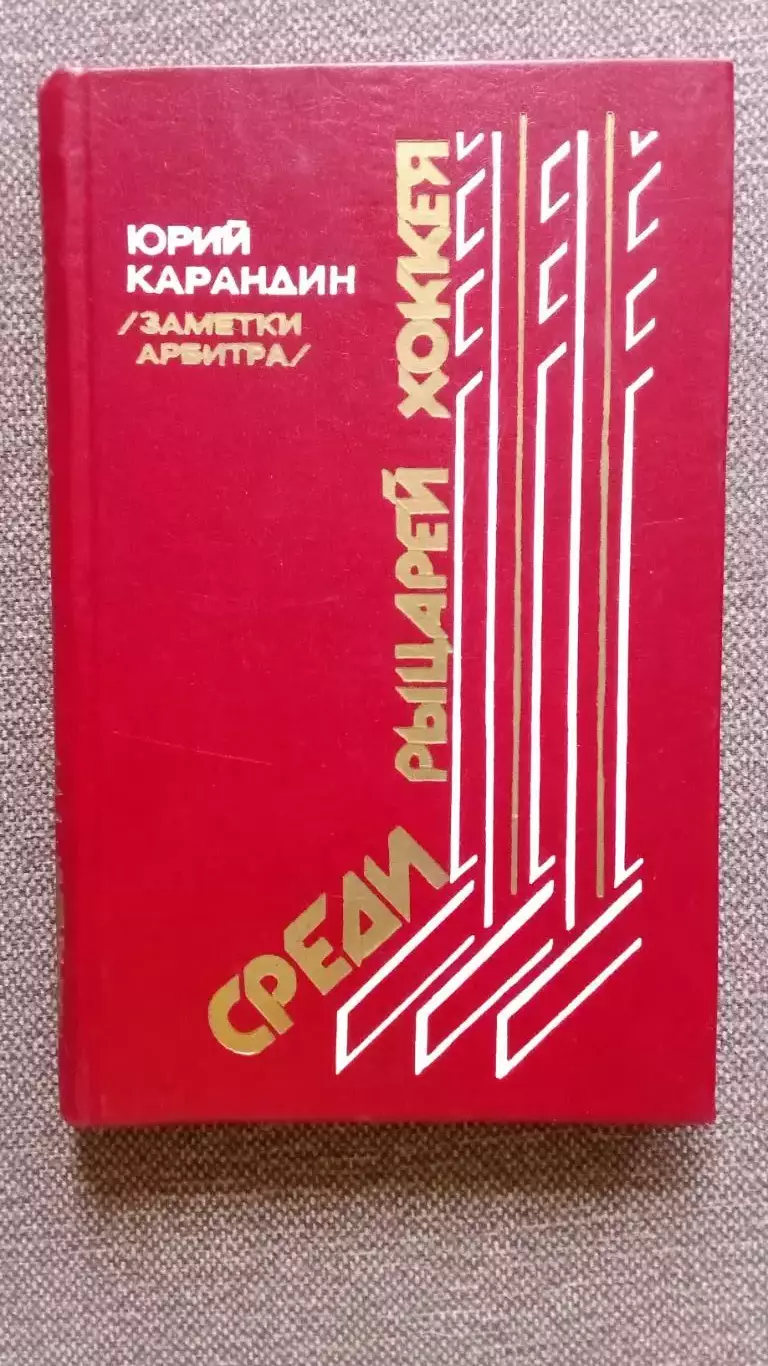 ЮРИЙ
КАРАНДИН
/ЗАМЕТКИ
АРБИТРА/
СРЕДИ
РЫЦАРЕЙ
ХОККЕЯ